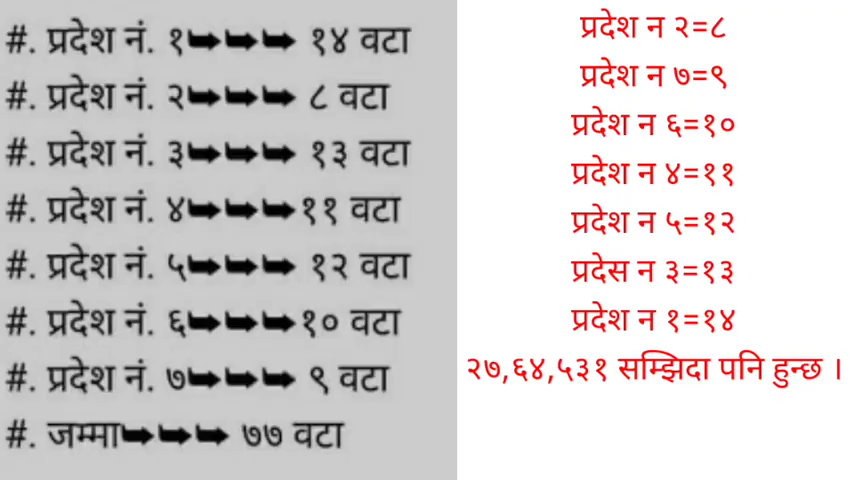 #. प्रदेश नं. १➥➥➥ १४ वटा
#. प्रदेश नं. २➥➥➥ ८ वटा
#. प्रदेश नं. ३➥➥➥ १३ वटा
#. प्रदेश नं. ४➥➥➥११ वटा
#. प्रदेश नं. ५➥➥➥ १२ वटा
#. प्रदेश नं. ६➥➥➥१० वटा
#. प्रदेश नं. ७➥➥➥ ९ वटा
#. जम्मा➥➥➥ ७७ वटा
प्रदेश न २=८
प्रदेश न ७=९
प्रदेश न ६=१०
प्रदेश न ४=११
प्रदेश न ५=१२
प्रदेस न ३=१३
प्रदेश न १=१४
२७,६४,५३१ सम्झिदा पनि हुन्छ ।